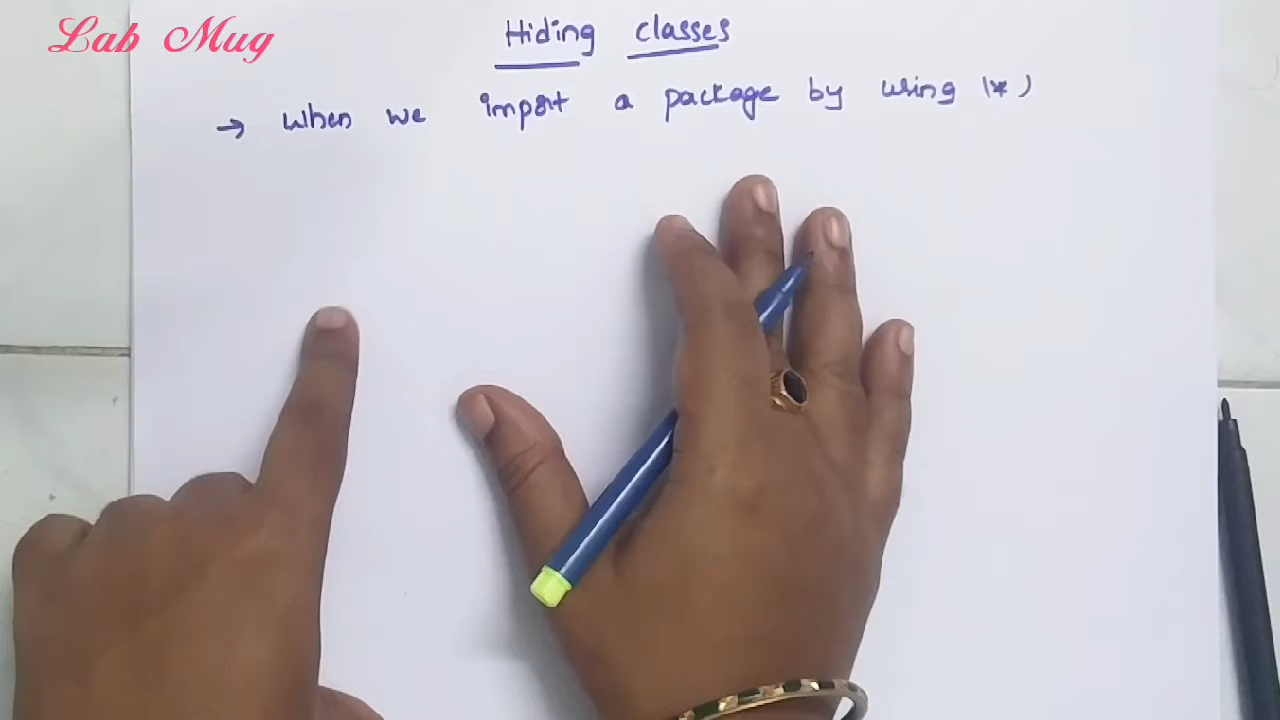 Lab Mug
Hiding classes
→ when we import a package by using (*)